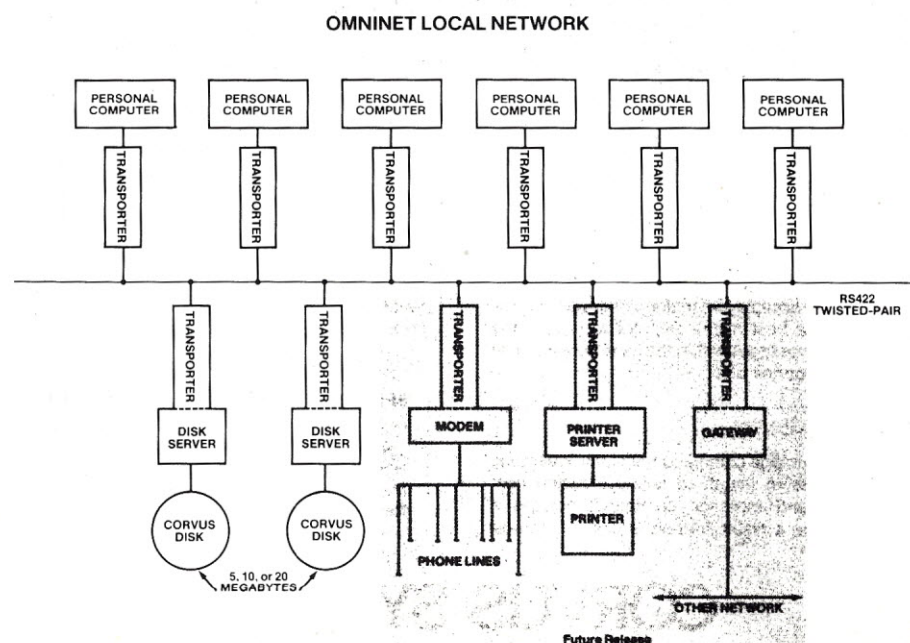 OMNINET LOCAL NETWORK
PERSONAL
COMPUTER
PERSONAL
COMPUTER
PERSONAL
COMPUTER
PERSONAL
COMPUTER
PERSONAL
COMPUTER
PERSONAL
COMPUTER
TRANSPORTER
TRANSPORTER
TRANSPORTER
TRANSPORTER
TRANSPORTER
TRANSPORTER
RS422
TWISTED-PAIR
TRANSPORTER
TRANSPORTER
TRANSPORTER
TRANSPORTER
TRANSPORTER
DISK
SERVER
DISK
SERVER
MODEM
PRINTER
SERVER
GATEWAY
CORVUS
DISK
CORVUS
DISK
PHONE LINES
PRINTER
5, 10, or 20
MEGABYTES
OTHER NETWORK
Future Release